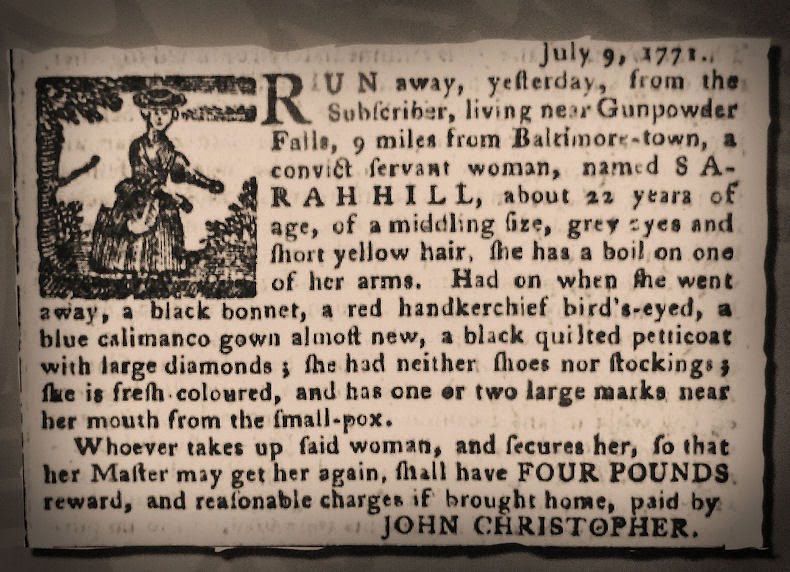 July 9, 1771.
RUN away, yeſterday, from the
Subſcriber, living near Gunpowder
Falls, 9 miles from Baltimore-town, a
convict ſervant woman, named S A-
R A H H I L L, about 22 years of
age, of a middling ſize, grey eyes and
ſhort yellow hair, ſhe has a boil on one
of her arms. Had on when ſhe went
away, a black bonnet, a red handkerchief bird's-eyed, a
blue calimanco gown almoſt new, a black quilted petticoat
with large diamonds ; ſhe had neither ſhoes nor ſtockings ;
ſhe is freſh coloured, and has one or two large marks near
her mouth from the ſmall-pox.
Whoever takes up ſaid woman, and ſecures her, ſo that
her Maſter may get her again, ſhall have FOUR POUNDS
reward, and reaſonable charges if brought home, paid by
JOHN CHRISTOPHER.